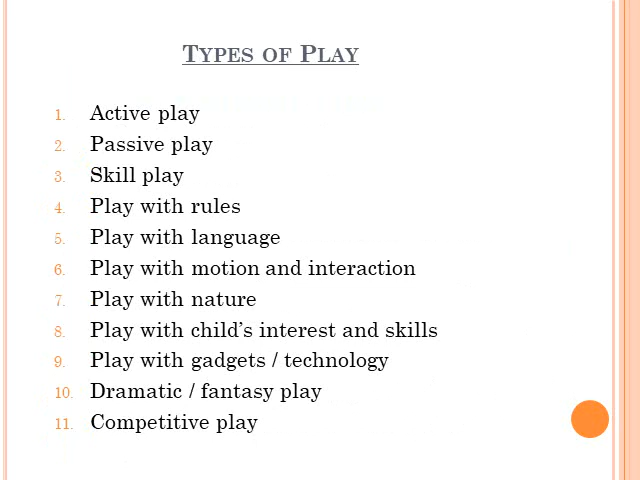 TYPES OF PLAY
1. Active play
2. Passive play
3. Skill play
4. Play with rules
5. Play with language
6. Play with motion and interaction
7. Play with nature
8. Play with child's interest and skills
9. Play with gadgets / technology
10. Dramatic / fantasy play
11. Competitive play